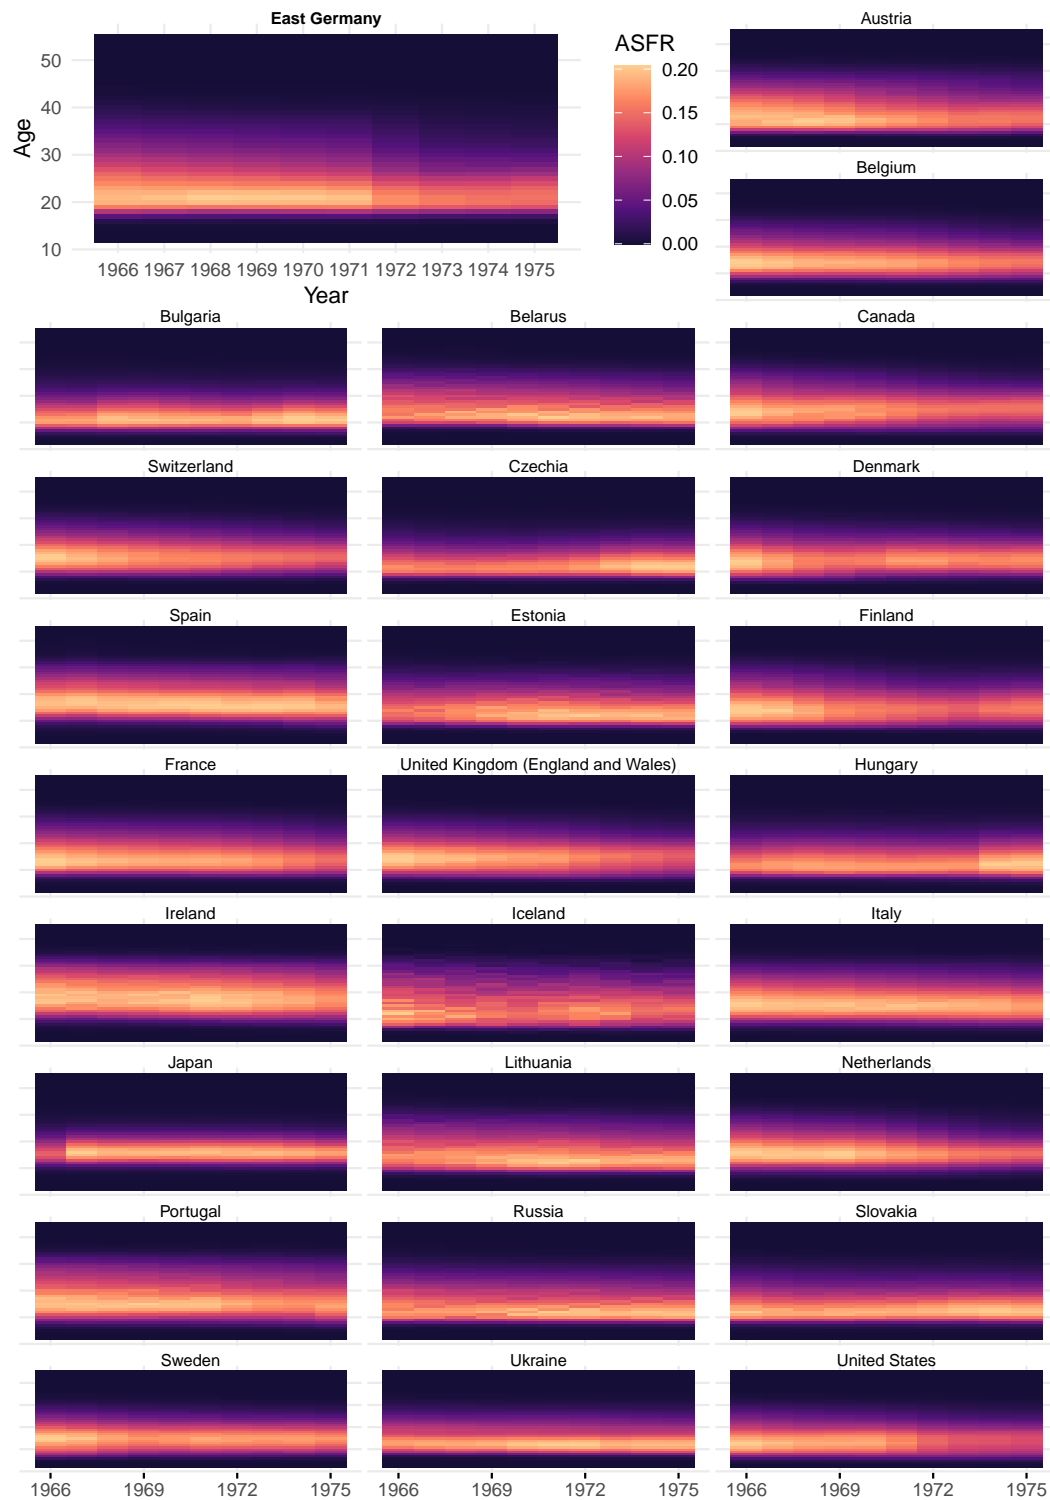 East Germany
Austria
ASFR
0.20
0.15
0.10
0.05
0.00
Age
50
40
30
20
10
1966 1967 1968 1969 1970 1971 1972 1973 1974 1975
Year
Belgium
Bulgaria
Belarus
Canada
Switzerland
Czechia
Denmark
Spain
Estonia
Finland
France
United Kingdom (England and Wales)
Hungary
Ireland
Iceland
Italy
Japan
Lithuania
Netherlands
Portugal
Russia
Slovakia
Sweden
Ukraine
United States
1966 1969 1972 1975
1966 1969 1972 1975
1966 1969 1972 1975